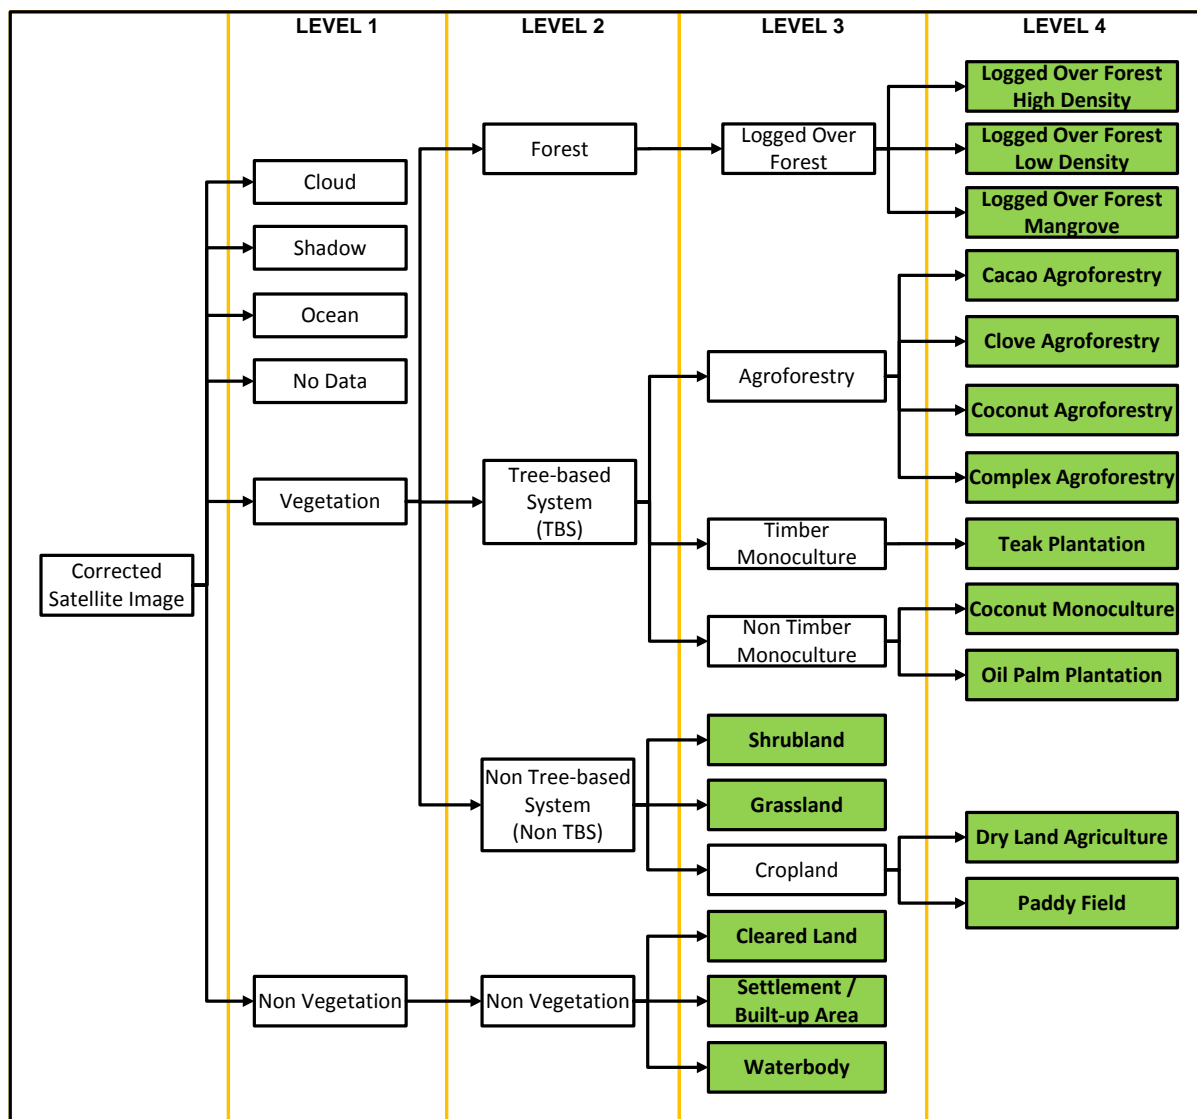 LEVEL 1
LEVEL 2
LEVEL 3
LEVEL 4
Corrected
Satellite Image
Cloud
Shadow
Ocean
No Data
Vegetation
Non Vegetation
Forest
Tree-based
System
(TBS)
Non Tree-based
System
(Non TBS)
Non Vegetation
Logged Over
Forest
Agroforestry
Timber
Monoculture
Non Timber
Monoculture
Shrubland
Grassland
Cropland
Cleared Land
Settlement /
Built-up Area
Waterbody
Logged Over Forest
High Density
Logged Over Forest
Low Density
Logged Over Forest
Mangrove
Cacao Agroforestry
Clove Agroforestry
Coconut Agroforestry
Complex Agroforestry
Teak Plantation
Coconut Monoculture
Oil Palm Plantation
Dry Land Agriculture
Paddy Field